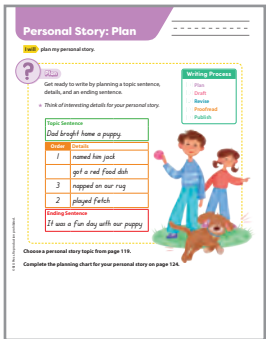 Personal Story: Plan
I will plan my personal story.
?
Plan
Get ready to write by planning a topic sentence,
details, and an ending sentence.
Think of interesting details for your personal story.
Writing Process
Plan
Draft
Revise
Proofread
Publish
Topic Sentence
Dad broght home a puppy.
Order Details
1 named him jack
got a red food dish
3 napped on our rug
2 played fetch
Ending Sentence
It was a fun day with our puppy
Choose a personal story topic from page 119.
Complete the planning chart for your personal story on page 124.